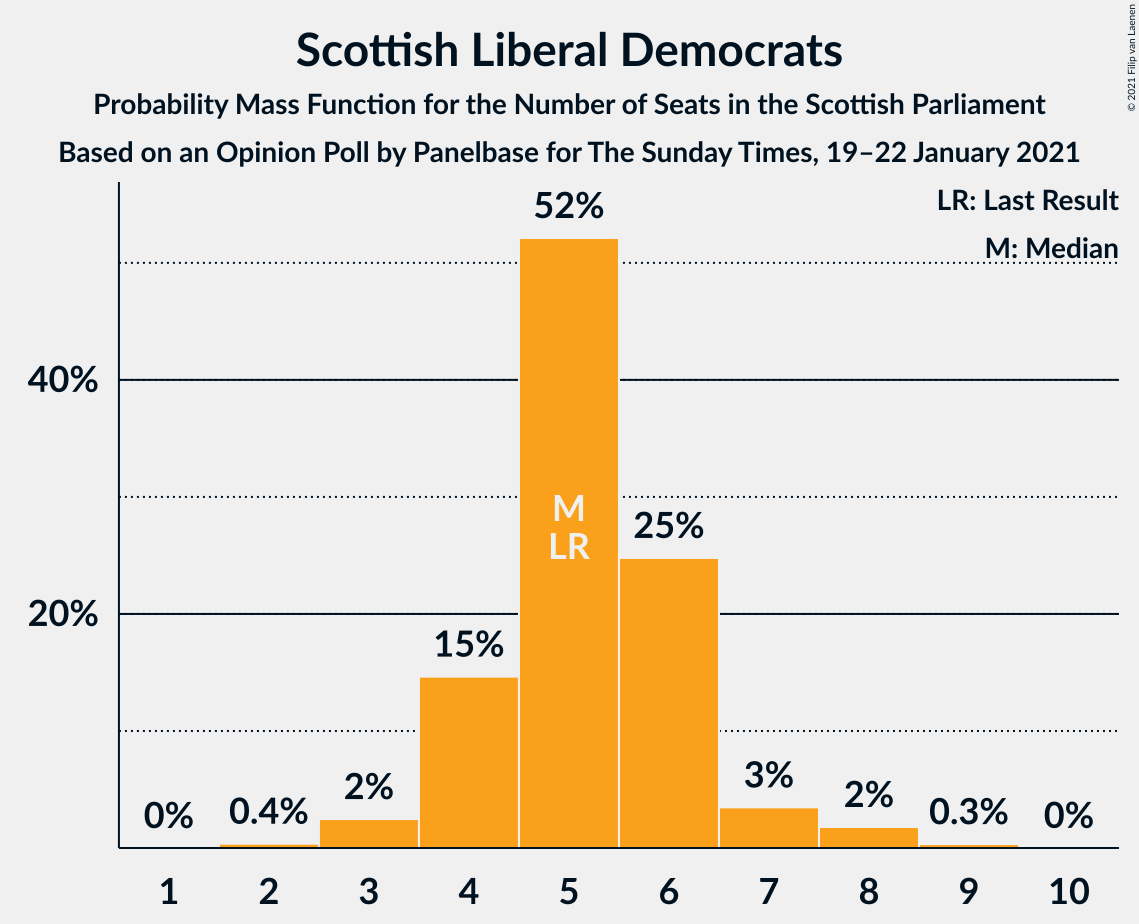 Scottish Liberal Democrats
Probability Mass Function for the Number of Seats in the Scottish Parliament
Based on an Opinion Poll by Panelbase for The Sunday Times, 19–22 January 2021
© 2021 Filip van Laenen
LR: Last Result
M: Median
52%
40%
M
LR
25%
20%
15%
0%
0.4%
2%
3%
2%
0.3%
0%
1 2 3 4 5 6 7 8 9 10